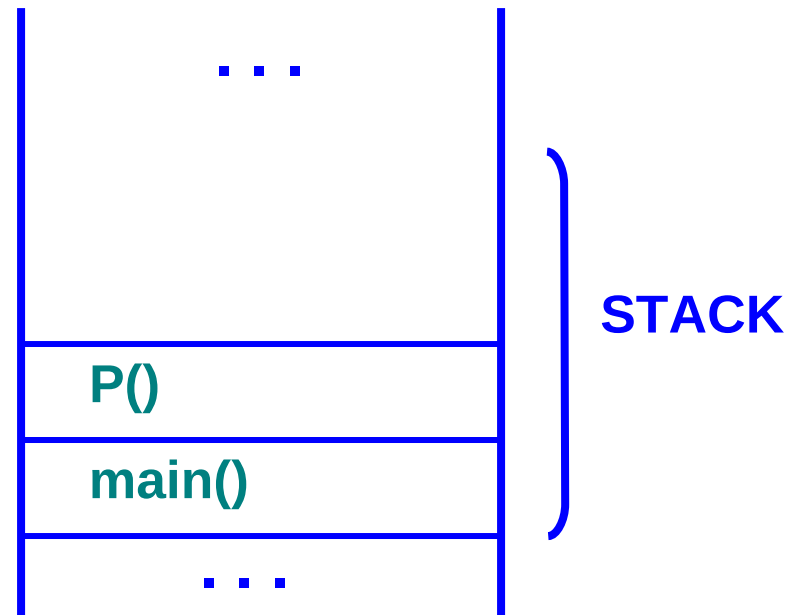 . . .
STACK
P()
main()
. . .